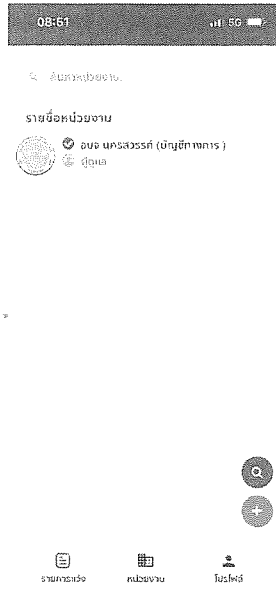 08:51 5G
ค้นหาหน่วยงาน
รายชื่อหน่วยงาน
อบจ นครสวรรค์ (บัญชีทางการ )
ผู้ดูแล
รายการแจ้ง หน่วยงาน โปรไฟล์